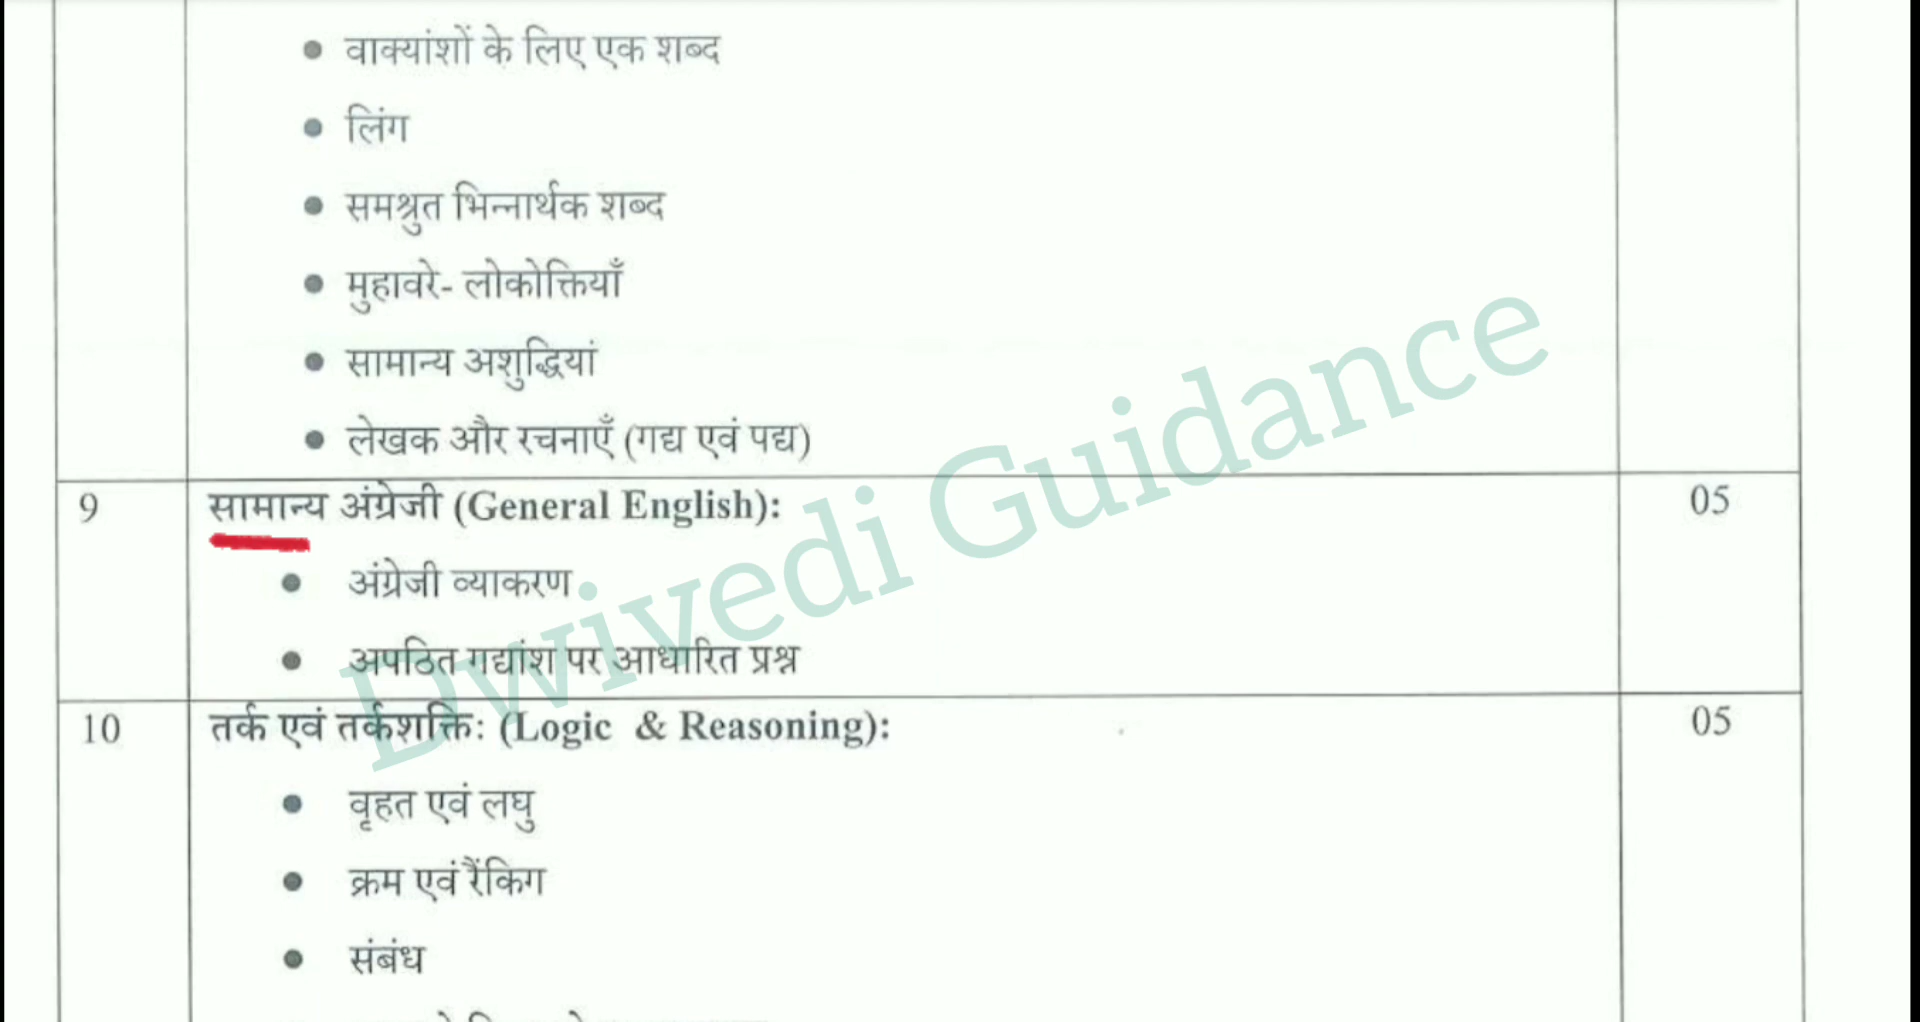 वाक्यांशों के लिए एक शब्द
लिंग
समश्रुत भिन्नार्थक शब्द
मुहावरे- लोकोक्तियाँ
सामान्य अशुद्धियां
लेखक और रचनाएँ (गद्य एवं पद्य)
9 सामान्य अंग्रेजी (General English): 05
अंग्रेजी व्याकरण
अपठित गद्यांश पर आधारित प्रश्न
10 तर्क एवं तर्कशक्ति: (Logic & Reasoning): 05
वृहत एवं लघु
क्रम एवं रैंकिग
संबंध
Dwivedi Guidance